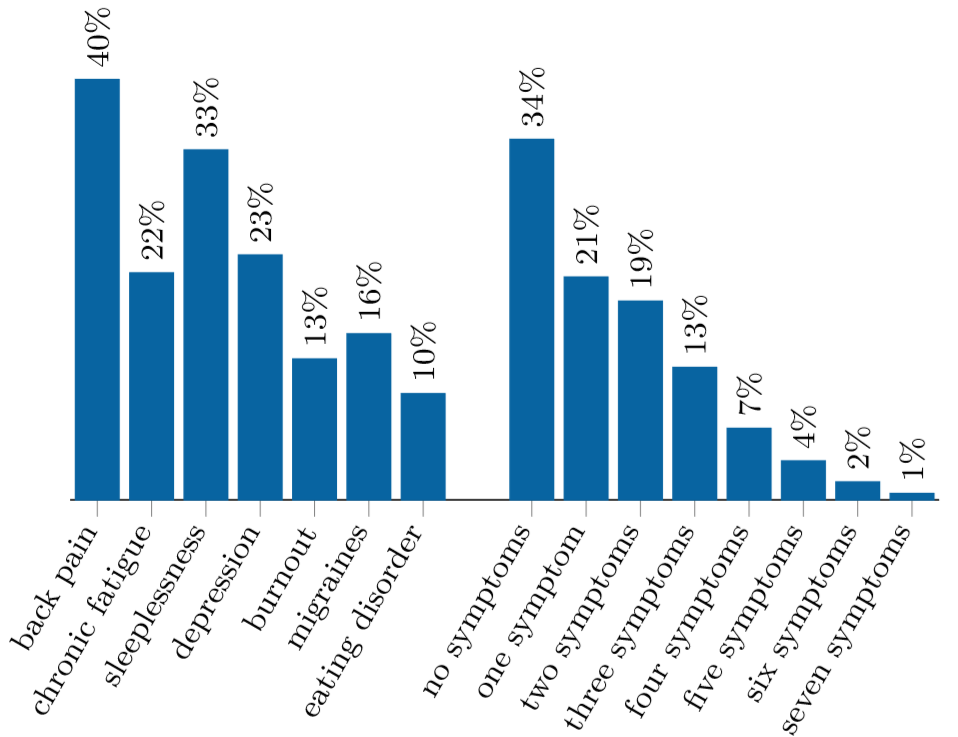 40%
22%
33%
23%
13%
16%
10%
34%
21%
19%
13%
7%
4%
2%
1%
back pain
chronic fatigue
sleeplessness
depression
burnout
migraines
eating disorder
no symptoms
one symptom
two symptoms
three symptoms
four symptoms
five symptoms
six symptoms
seven symptoms